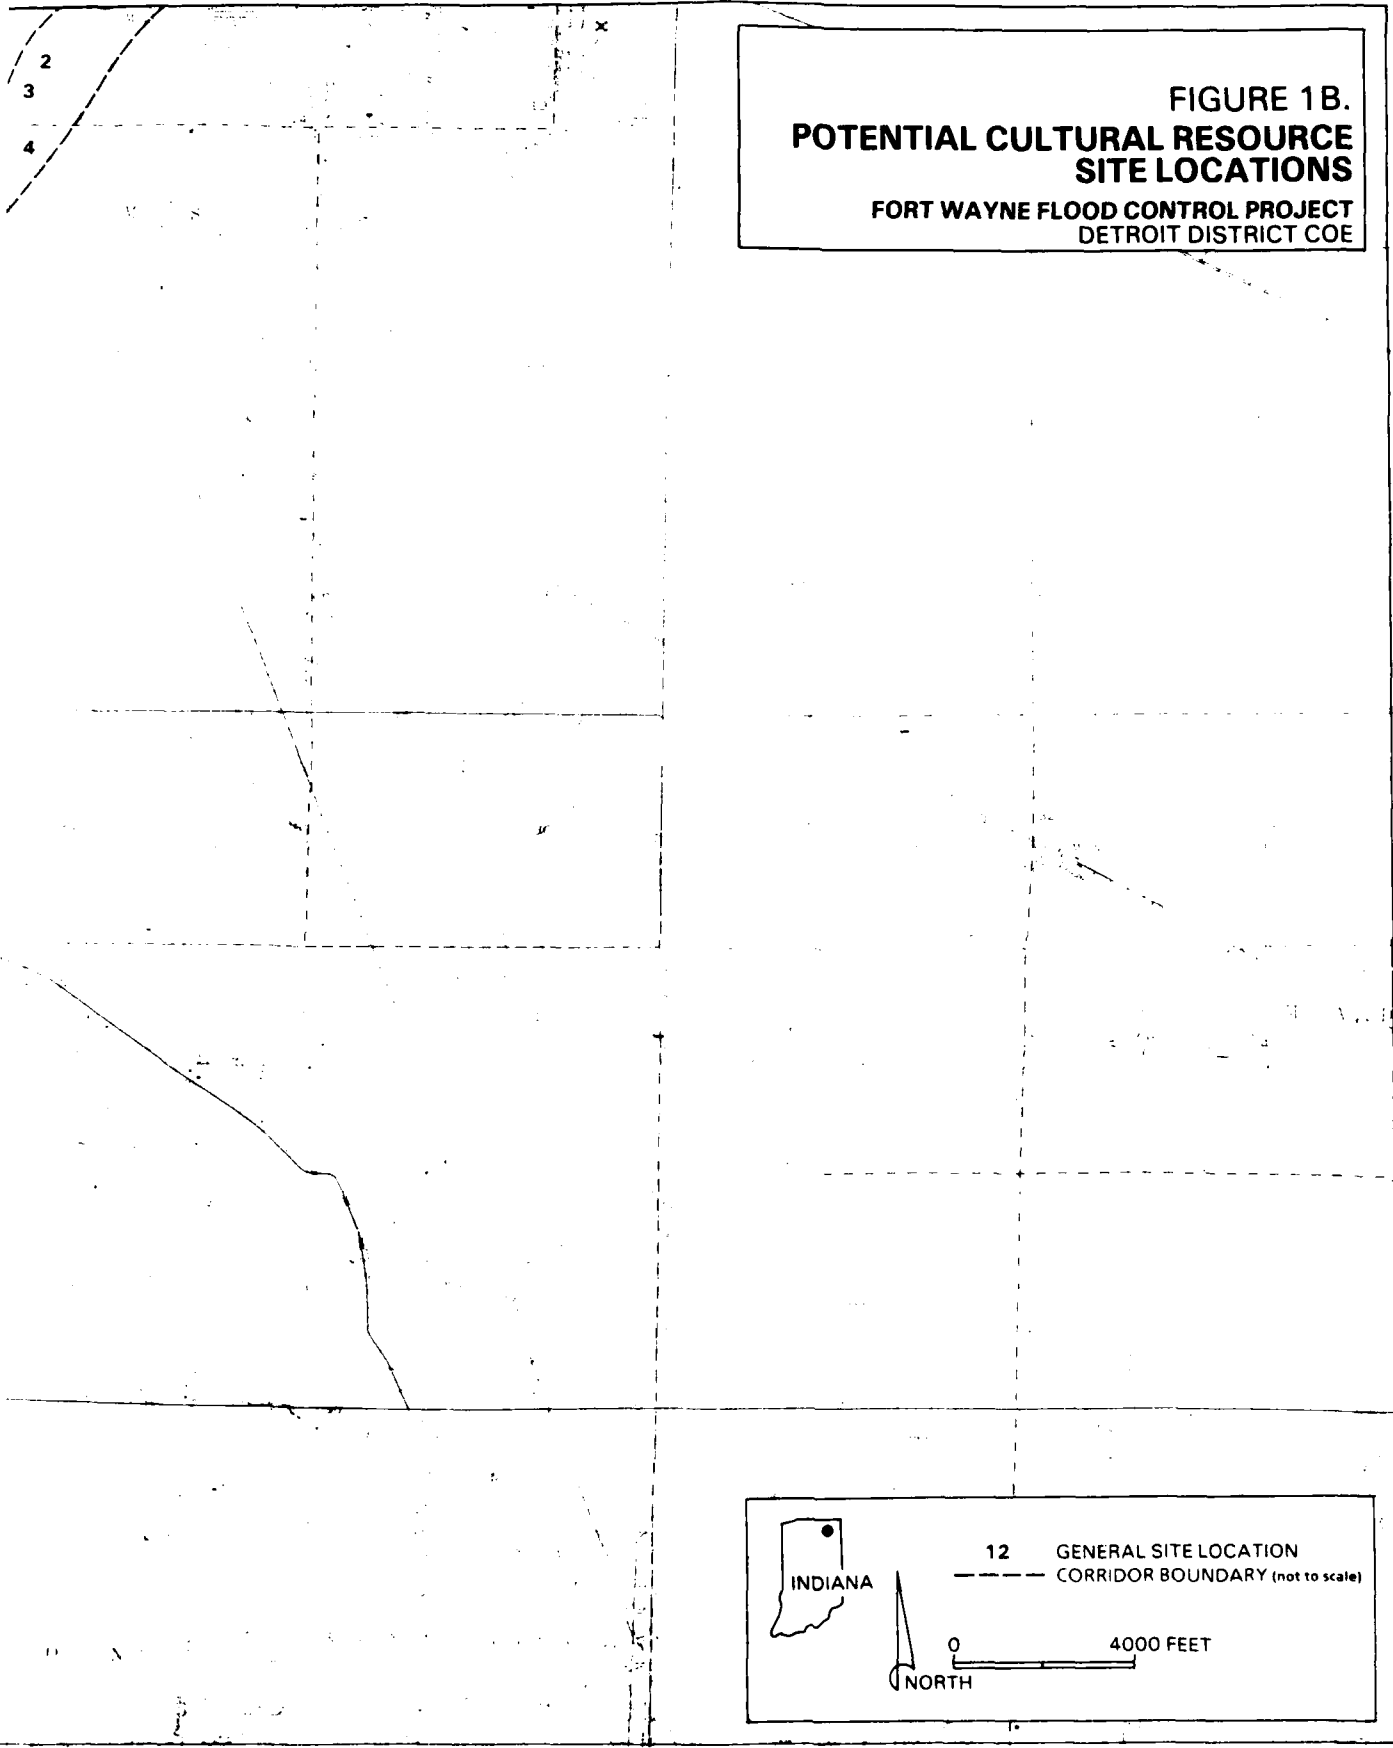 2
3
4
FIGURE 1B.
POTENTIAL CULTURAL RESOURCE
SITE LOCATIONS
FORT WAYNE FLOOD CONTROL PROJECT
DETROIT DISTRICT COE
12 GENERAL SITE LOCATION
CORRIDOR BOUNDARY (not to scale)
INDIANA
0 4000 FEET
NORTH